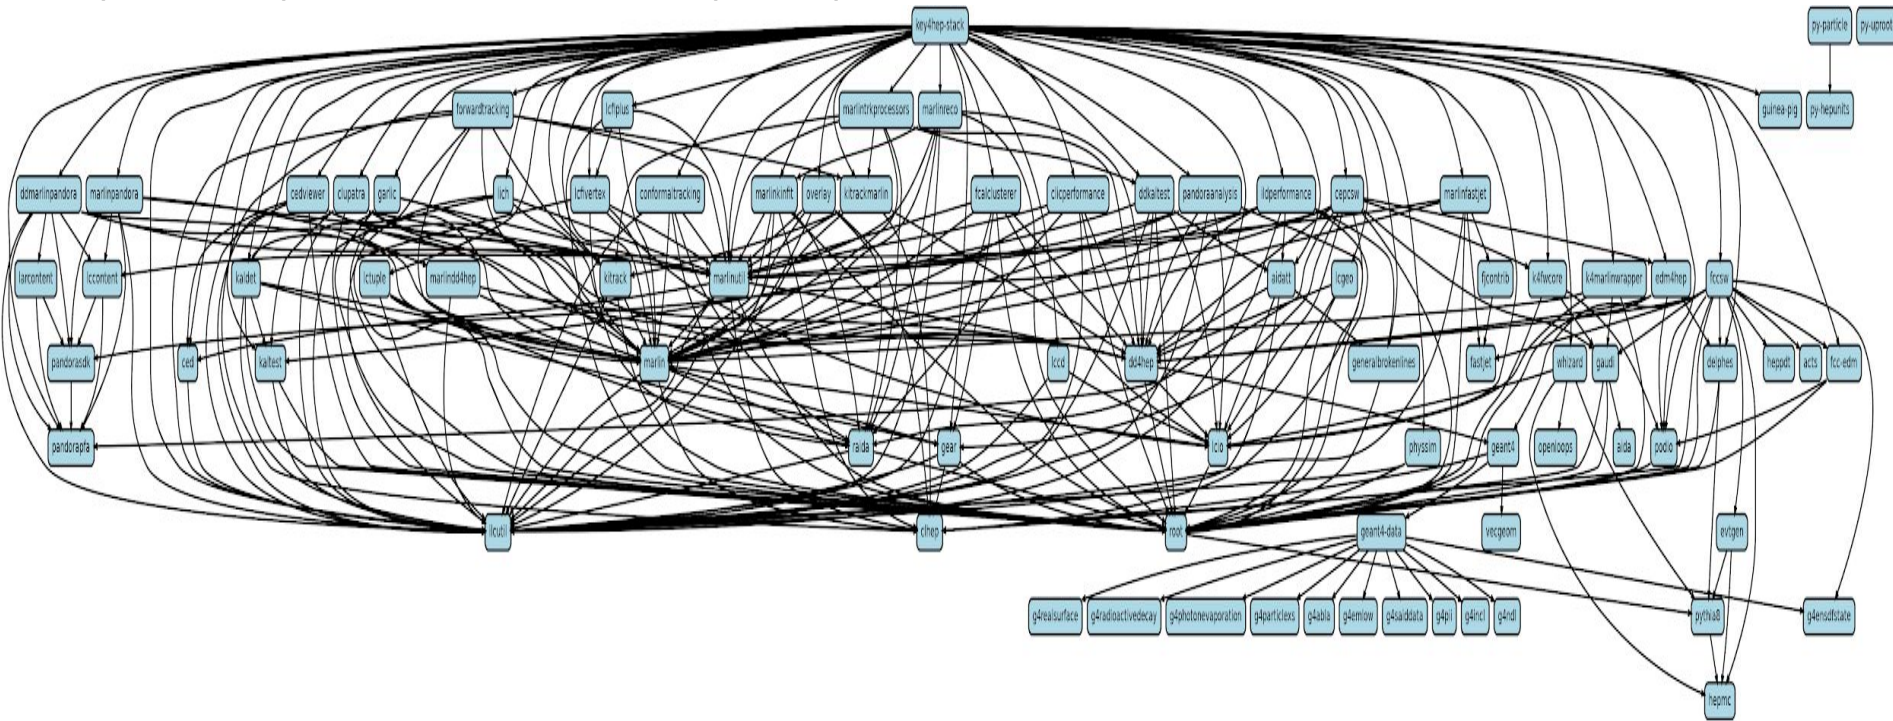 key4hep-stack py-particle py-uproot
forwardtracking lcfiplus marlintrkprocessors marlinreco guinea-pig py-hepunits
ddmarlinpandora marlinpandora cedviewer clupatra garlic lich lcfivertex conformaltracking marlinkinfit overlay kitrackmarlin fcalclusterer clicperformance ddkaltest pandoraanalysis ildperformance cepcsw marlinfastjet
larcontent lccontent kaldet lctuple marlindd4hep kitrack marlinutil aidatt lcgeo fjcontrib k4fwcore k4marlinwrapper edm4hep fccsw
pandorasdk ced kaltest marlin lccd dd4hep generalbrokenlines fastjet whizard gaudi delphes heppdt acts fcc-edm
pandorapfa raida gear lcio physsim geant4 openloops aida podio
ilcutil clhep root geant4-data vecgeom evtgen
g4realsurface g4radioactivedecay g4photonevaporation g4particlexs g4abla g4emlow g4saiddata g4pii g4incl g4ndl pythia8 g4ensdfstate
hepmc